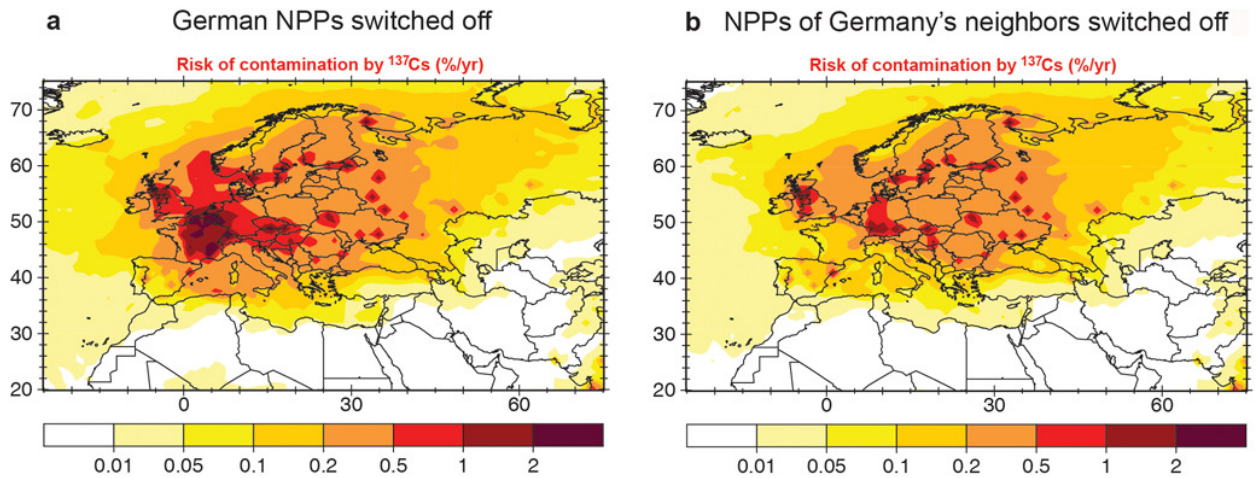 a German NPPs switched off
Risk of contamination by ¹³⁷Cs (%/yr)
70
60
50
40
30
20
0 30 60
0.01 0.05 0.1 0.2 0.5 1 2
b NPPs of Germany's neighbors switched off
Risk of contamination by ¹³⁷Cs (%/yr)
70
60
50
40
30
20
0 30 60
0.01 0.05 0.1 0.2 0.5 1 2